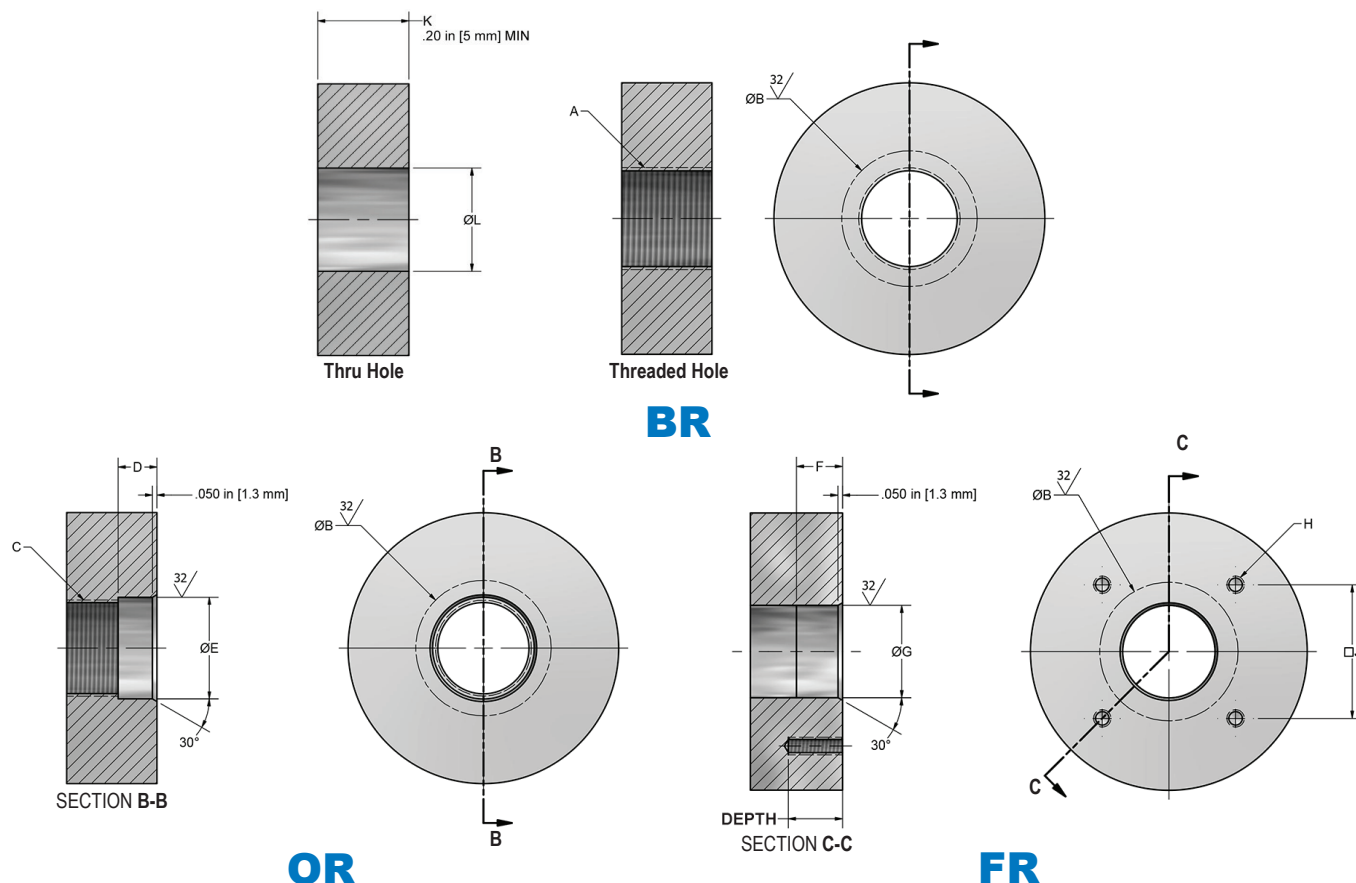 K
.20 in [5 mm] MIN
ØL
Thru Hole
A
Threaded Hole
32
ØB
BR
D
.050 in [1.3 mm]
C
32
ØE
30°
SECTION B-B
B
32
ØB
B
OR
F
.050 in [1.3 mm]
32
ØG
30°
DEPTH
SECTION C-C
C
32
ØB
H
C
FR